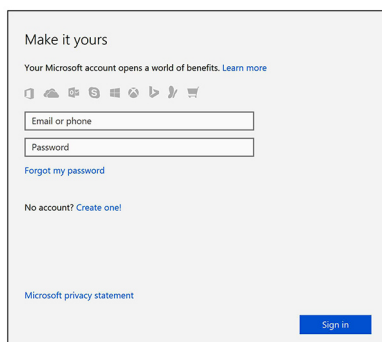 Make it yours
Your Microsoft account opens a world of benefits. Learn more
Email or phone
Password
Forgot my password
No account? Create one!
Microsoft privacy statement
Sign in